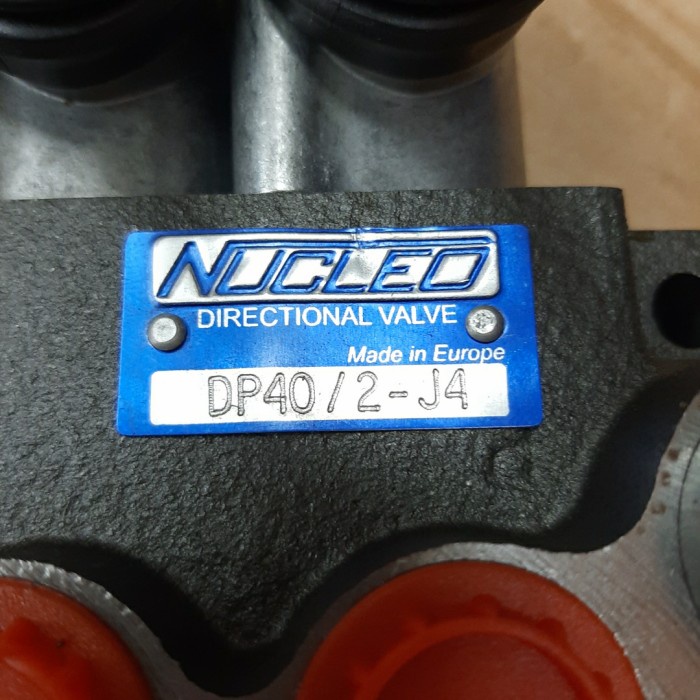 NUCLEO
DIRECTIONAL VALVE
Made in Europe
DP40/2-J4